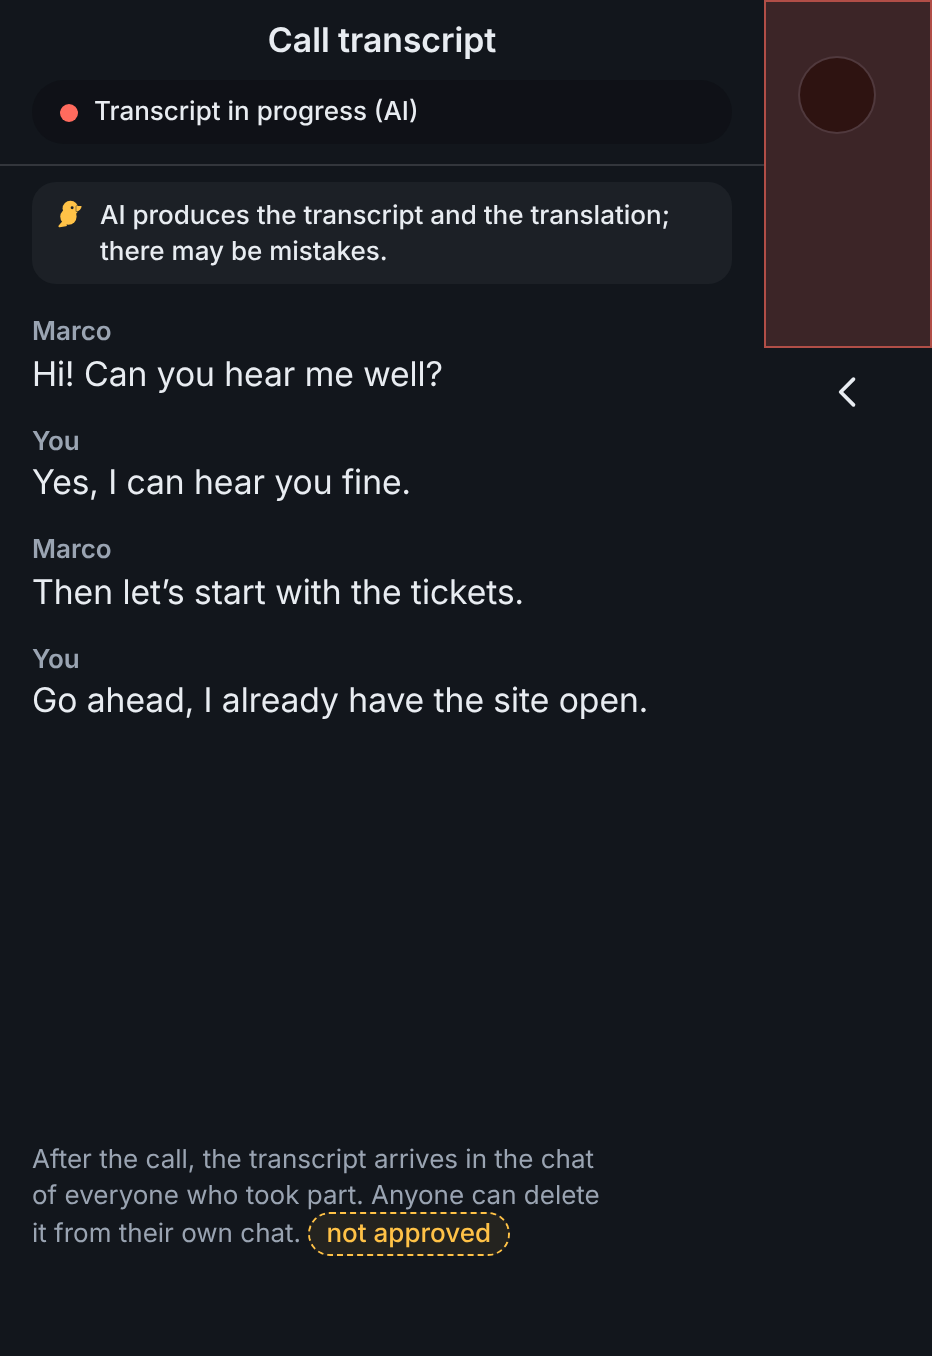 Call transcript
Transcript in progress (AI)
AI produces the transcript and the translation;
there may be mistakes.
Marco
Hi! Can you hear me well?
You
Yes, I can hear you fine.
Marco
Then let’s start with the tickets.
You
Go ahead, I already have the site open.
After the call, the transcript arrives in the chat
of everyone who took part. Anyone can delete
it from their own chat. not approved